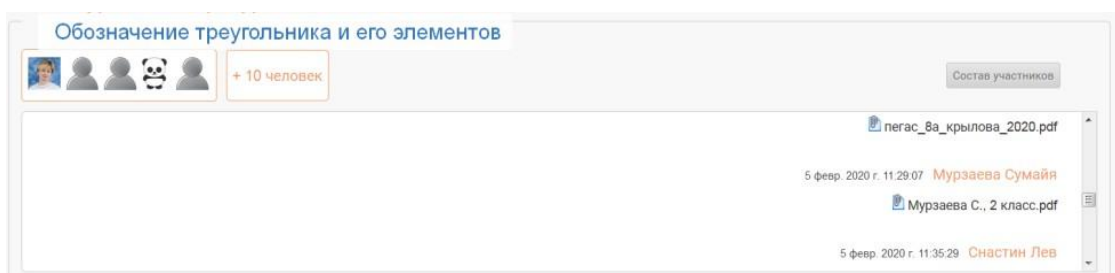 Обозначение треугольника и его элементов
+ 10 человек
Состав участников
пегас_8а_крылова_2020.pdf
5 февр. 2020 г. 11:29:07 Мурзаева Сумайя
Мурзаева С., 2 класс.pdf
5 февр. 2020 г. 11:35:29 Снастин Лев